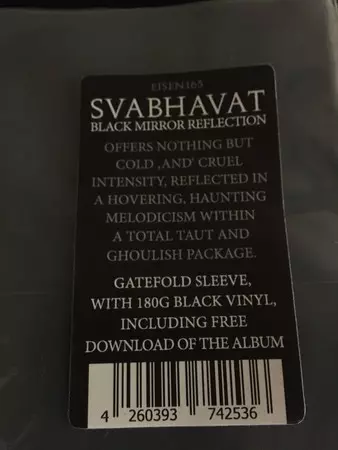 EISEN165
SVABHAVAT
BLACK MIRROR REFLECTION
OFFERS NOTHING BUT
COLD ,AND' CRUEL
INTENSITY, REFLECTED IN
A HOVERING, HAUNTING
MELODICISM WITHIN
A TOTAL TAUT AND
GHOULISH PACKAGE.
GATEFOLD SLEEVE,
WITH 180G BLACK VINYL,
INCLUDING FREE
DOWNLOAD OF THE ALBUM
4 260393 742536